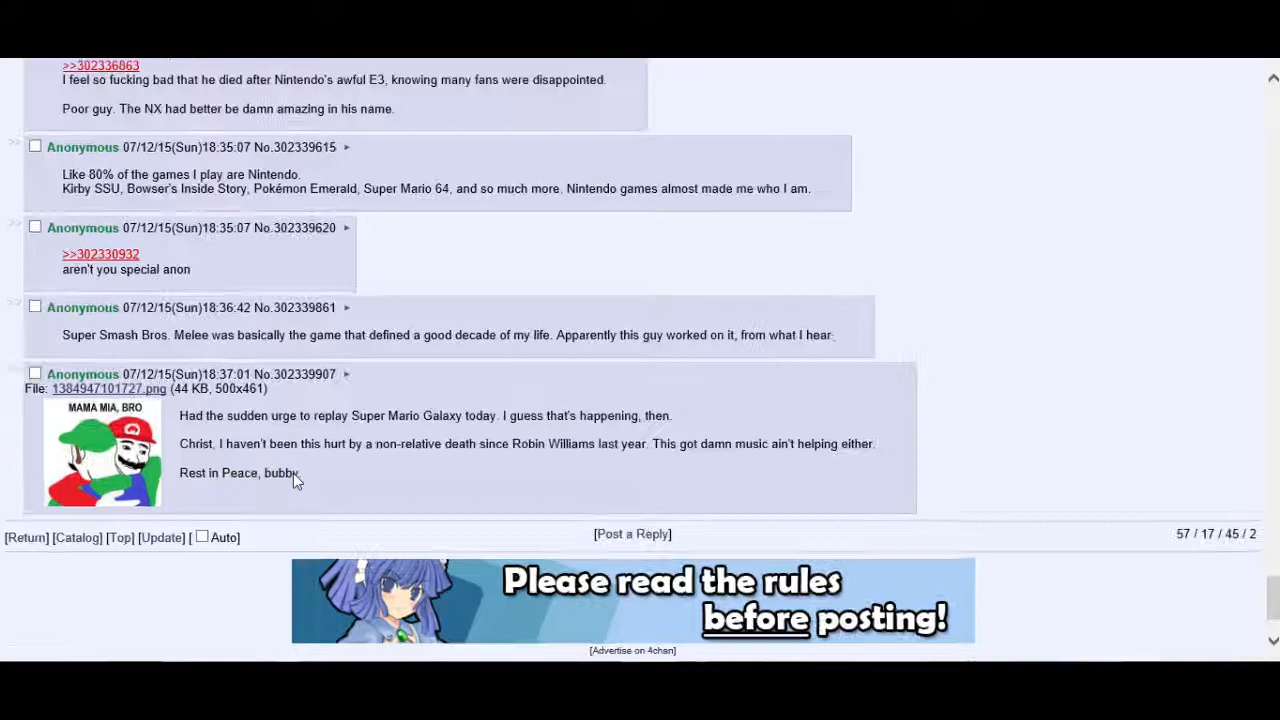 >>302336863
I feel so fucking bad that he died after Nintendo's awful E3, knowing many fans were disappointed.
Poor guy. The NX had better be damn amazing in his name.
>> Anonymous 07/12/15(Sun)18:35:07 No.302339615 ▸
Like 80% of the games I play are Nintendo.
Kirby SSU, Bowser's Inside Story, Pokémon Emerald, Super Mario 64, and so much more. Nintendo games almost made me who I am.
>> Anonymous 07/12/15(Sun)18:35:07 No.302339620 ▸
>>302330932
aren't you special anon
>> Anonymous 07/12/15(Sun)18:36:42 No.302339861 ▸
Super Smash Bros. Melee was basically the game that defined a good decade of my life. Apparently this guy worked on it, from what I hear.
>> Anonymous 07/12/15(Sun)18:37:01 No.302339907 ▸
File: 1384947101727.png (44 KB, 500x461)
MAMA MIA, BRO
Had the sudden urge to replay Super Mario Galaxy today. I guess that's happening, then.
Christ, I haven't been this hurt by a non-relative death since Robin Williams last year. This got damn music ain't helping either.
Rest in Peace, bubby.
[Return] [Catalog] [Top] [Update] [ Auto]
[Post a Reply]
57 / 17 / 45 / 2
Please read the rules
before posting!
[Advertise on 4chan]